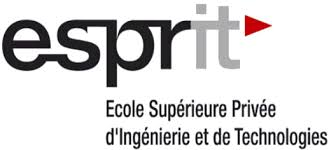 esprit
Ecole Supérieure Privée
d'Ingénierie et de Technologies